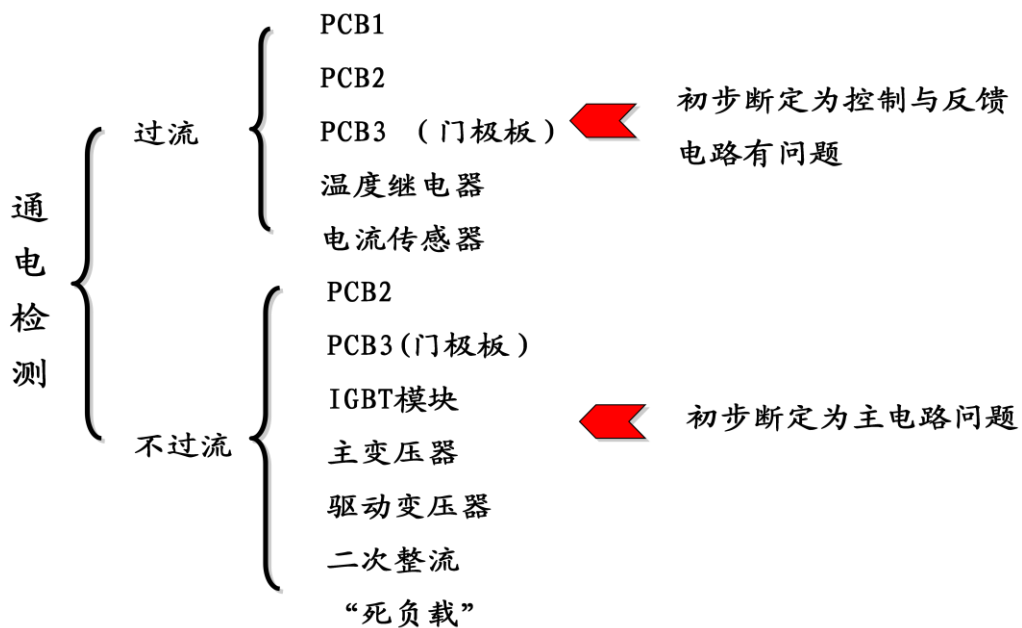 通电检测
过流
PCB1
PCB2
PCB3 (门极板)
温度继电器
电流传感器
初步断定为控制与反馈
电路有问题
不过流
PCB2
PCB3(门极板)
IGBT模块
主变压器
驱动变压器
二次整流
“死负载”
初步断定为主电路问题